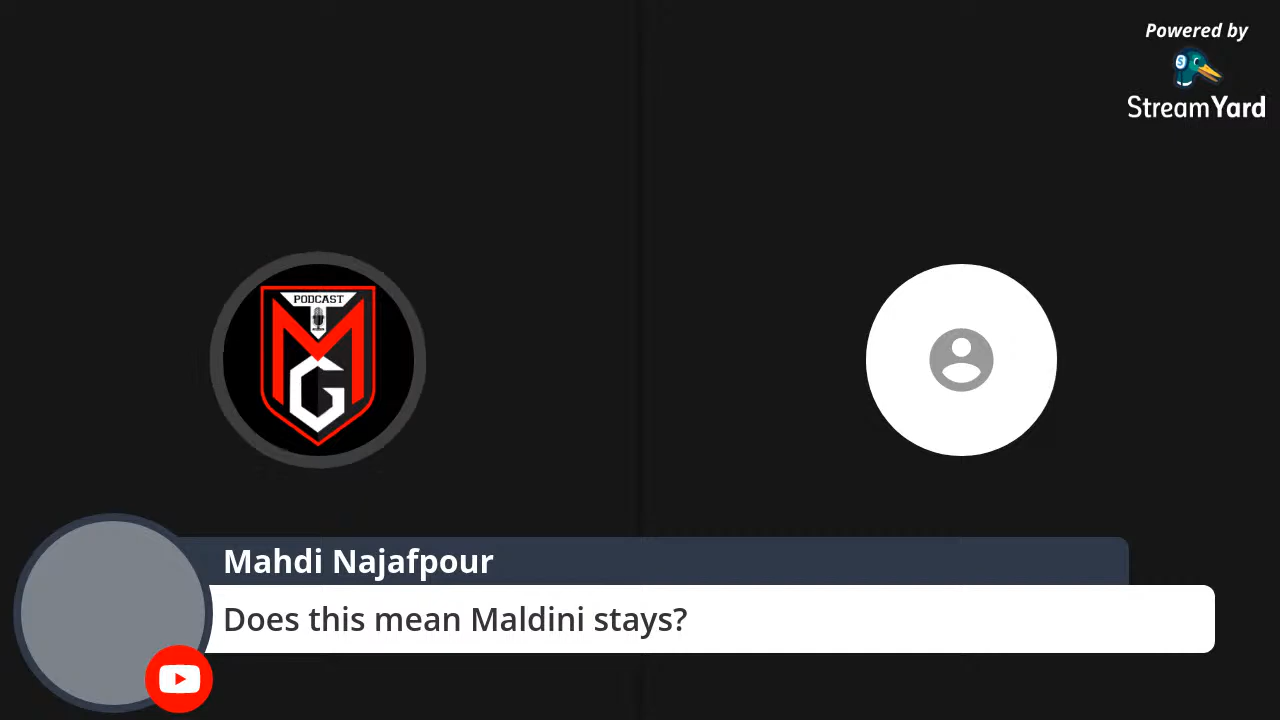 Powered by
StreamYard
PODCAST
MG
Mahdi Najafpour
Does this mean Maldini stays?